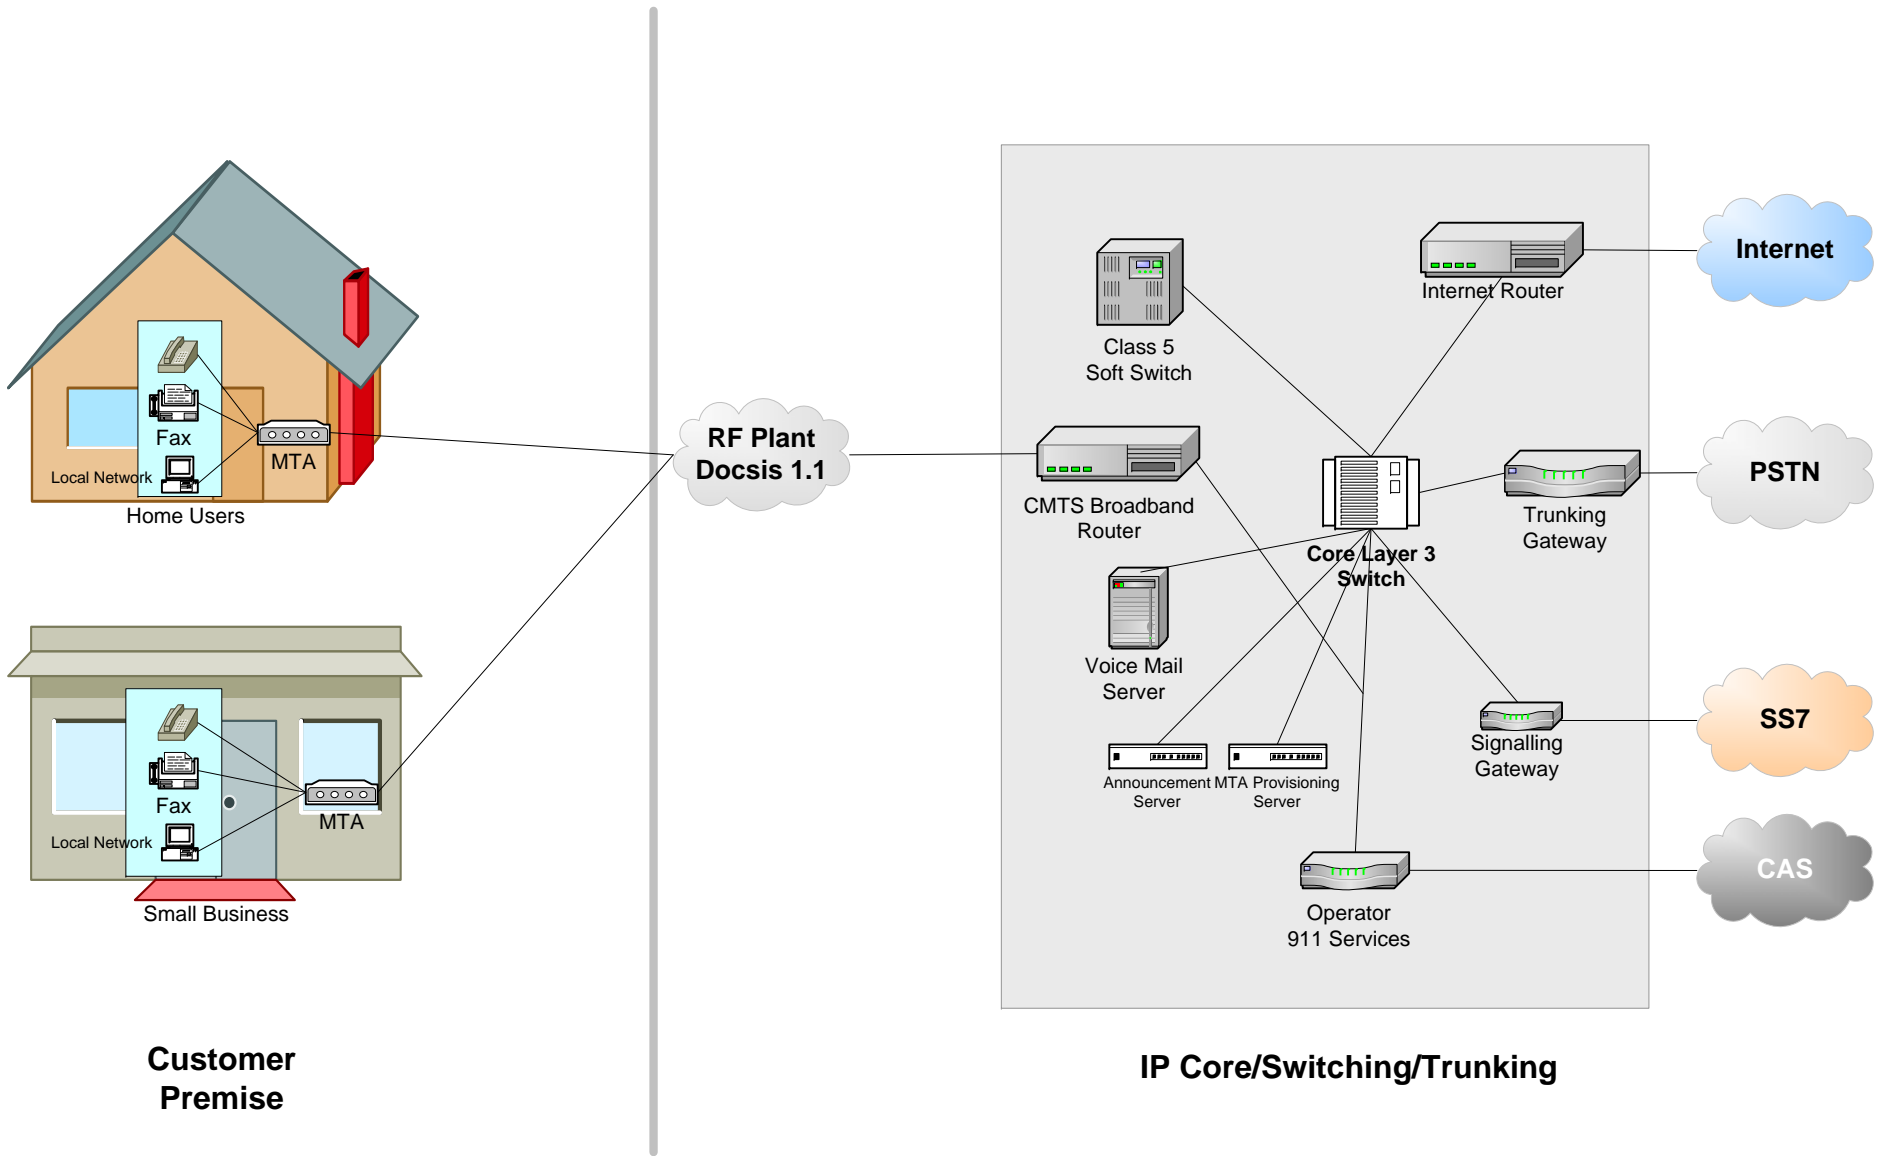 Internet
Internet Router
Class 5
Soft Switch
RF Plant
Docsis 1.1
Fax
MTA
Local Network
Home Users
PSTN
CMTS Broadband
Router
Trunking
Gateway
Core Layer 3
Switch
Voice Mail
Server
SS7
Signalling
Gateway
Announcement
Server
MTA Provisioning
Server
Fax
MTA
Local Network
Small Business
CAS
Operator
911 Services
Customer
Premise
IP Core/Switching/Trunking